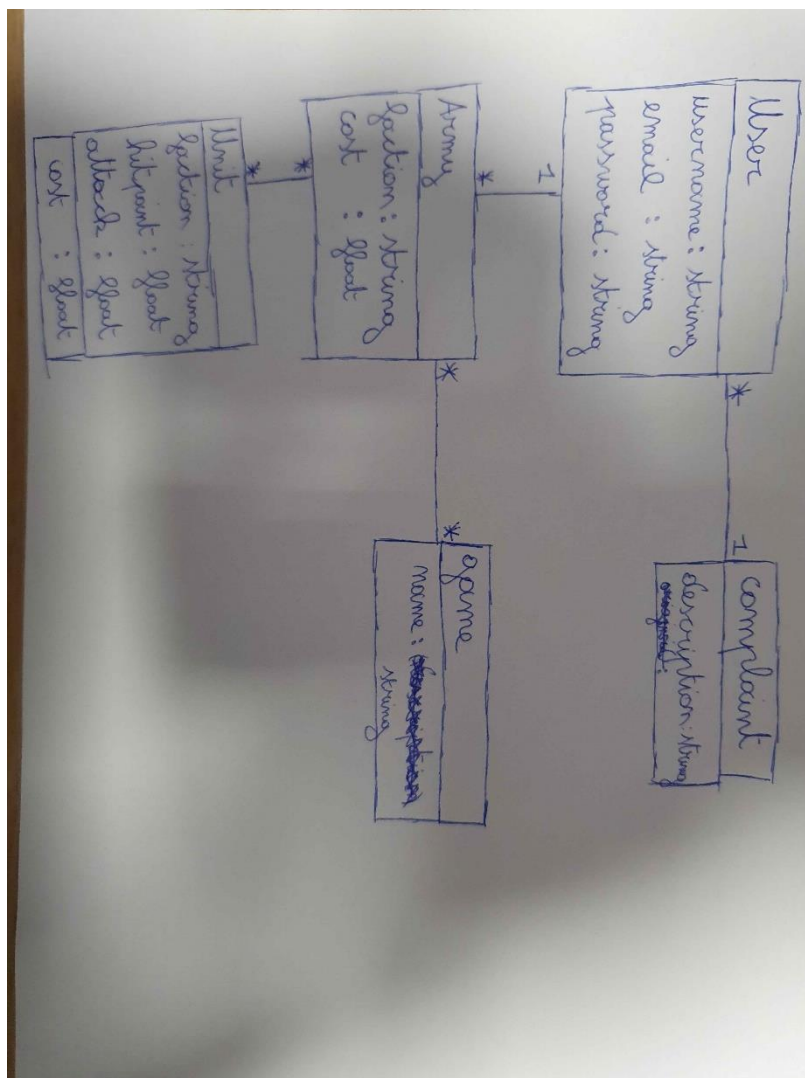 User
username: string
email : string
password: string
1
*
*
1
complaint
description: string
Army
faction: string
cost : float
*
*
game
name:
string
*
*
Unit
faction: string
hitpoint: float
attack : float
cost : float